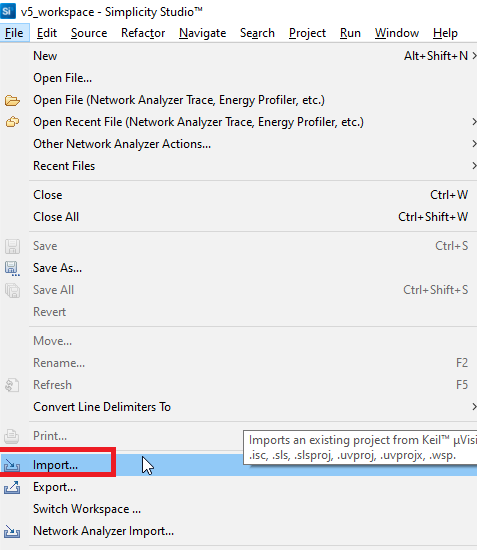 Si v5_workspace - Simplicity Studio™
File Edit Source Refactor Navigate Search Project Run Window Help
New Alt+Shift+N
Open File...
Open File (Network Analyzer Trace, Energy Profiler, etc.)
Open Recent File (Network Analyzer Trace, Energy Profiler, etc.)
Other Network Analyzer Actions...
Recent Files
Close Ctrl+W
Close All Ctrl+Shift+W
Save Ctrl+S
Save As...
Save All Ctrl+Shift+S
Revert
Move...
Rename... F2
Refresh F5
Convert Line Delimiters To
Print...
Imports an existing project from Keil™ µVisi
.isc, .sls, .slsproj, .uvproj, .uvprojx, .wsp.
Import...
Export...
Switch Workspace ...
Network Analyzer Import...